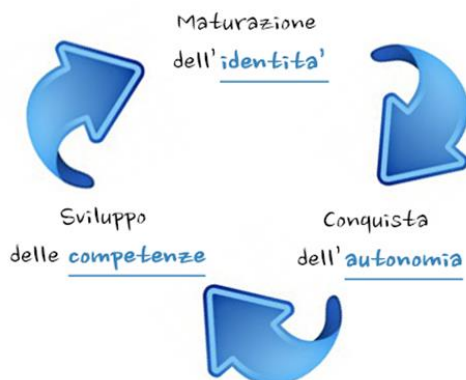 Maturazione
dell'identita'
Conquista
dell'autonomia
Sviluppo
delle competenze